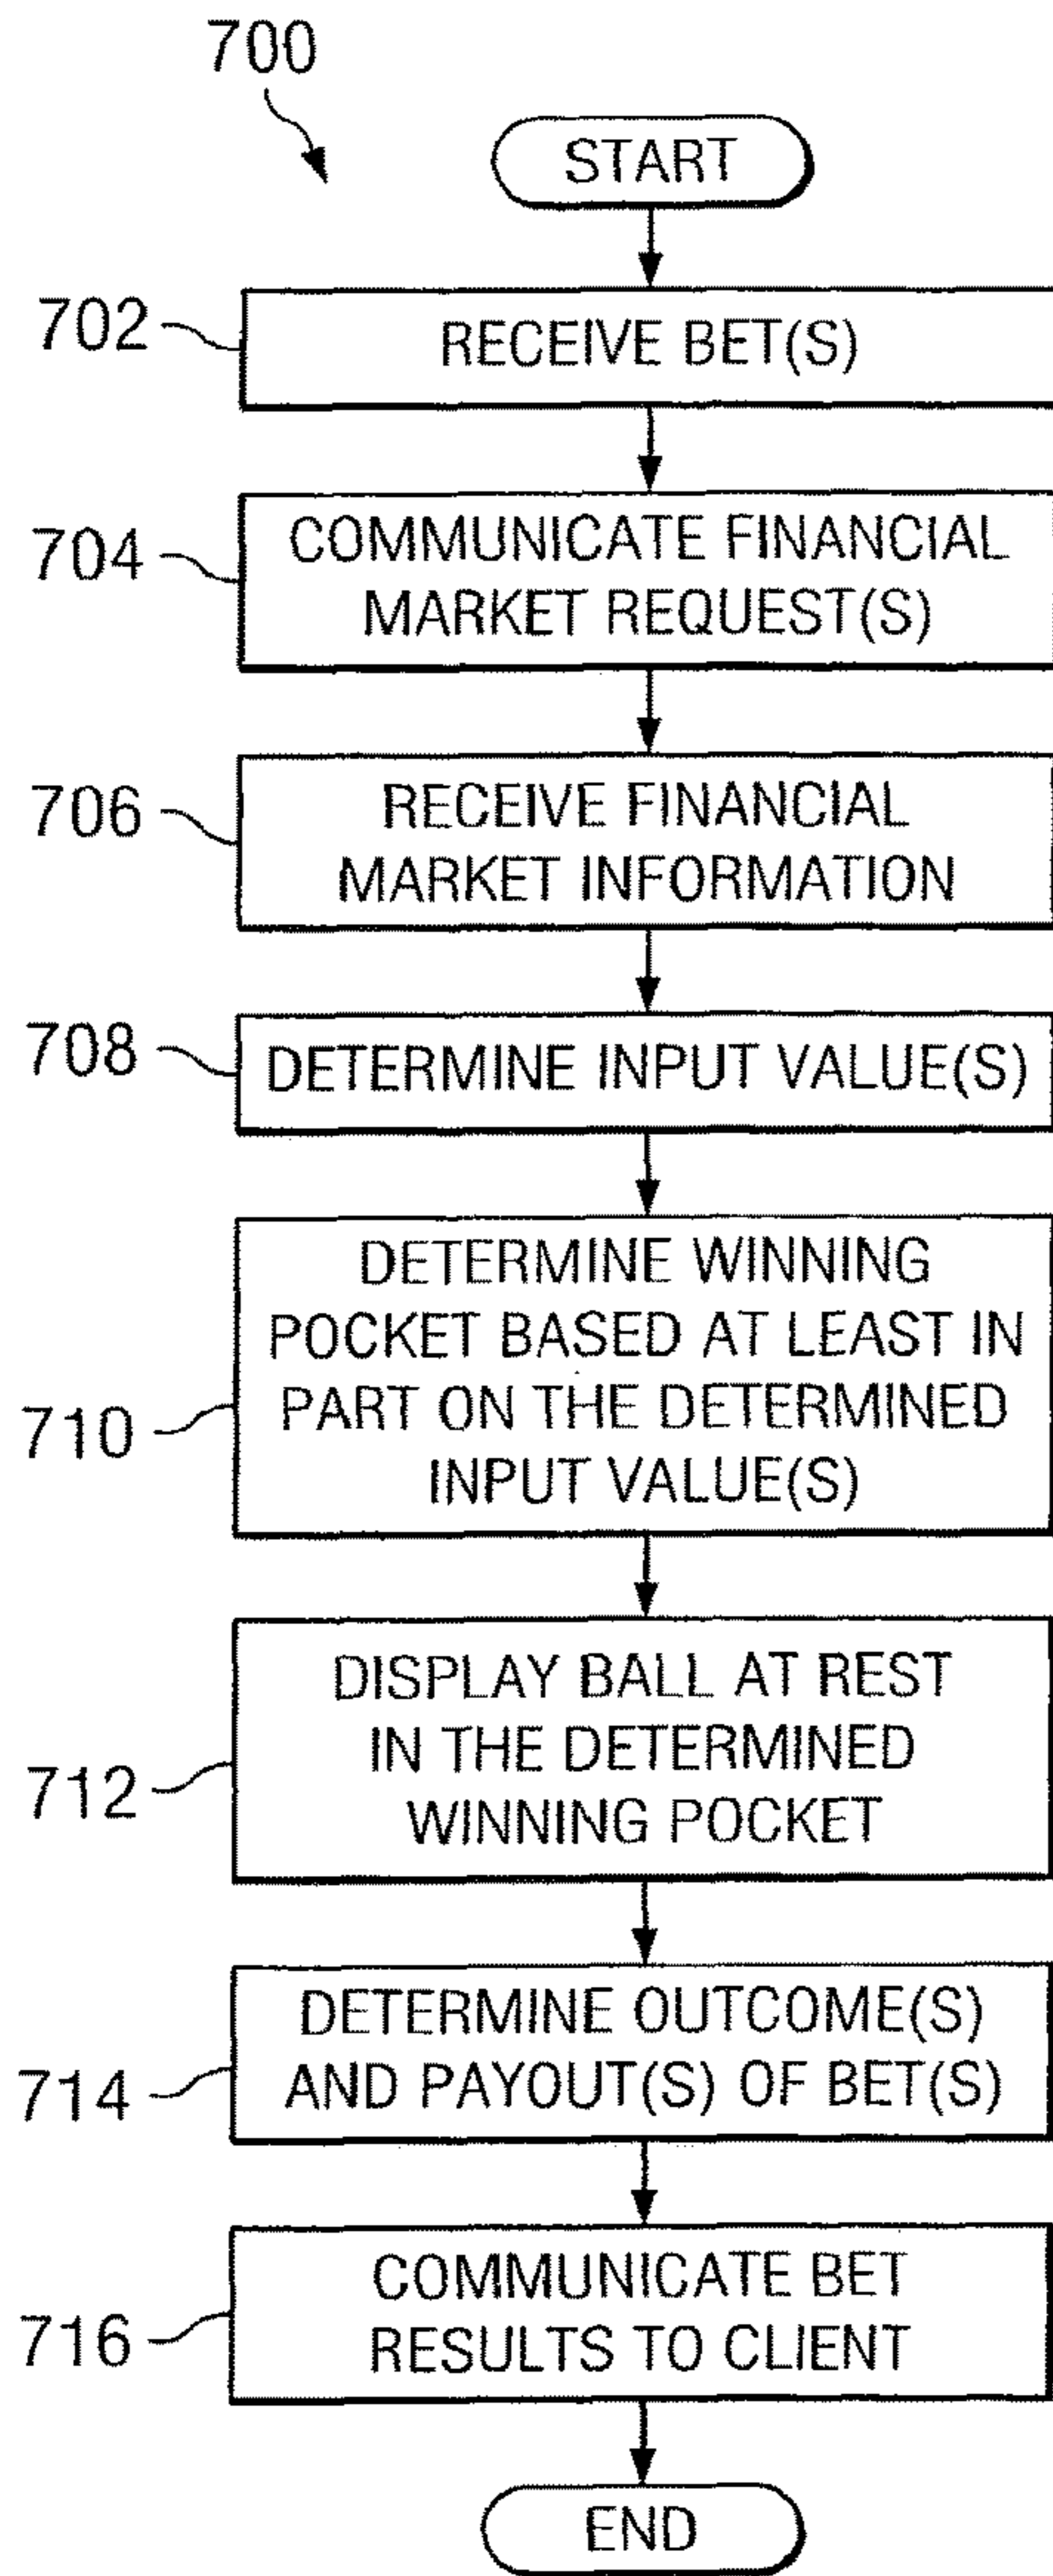 700
START
702
RECEIVE BET(S)
704
COMMUNICATE FINANCIAL
MARKET REQUEST(S)
706
RECEIVE FINANCIAL
MARKET INFORMATION
708
DETERMINE INPUT VALUE(S)
710
DETERMINE WINNING
POCKET BASED AT LEAST IN
PART ON THE DETERMINED
INPUT VALUE(S)
712
DISPLAY BALL AT REST
IN THE DETERMINED
WINNING POCKET
714
DETERMINE OUTCOME(S)
AND PAYOUT(S) OF BET(S)
716
COMMUNICATE BET
RESULTS TO CLIENT
END